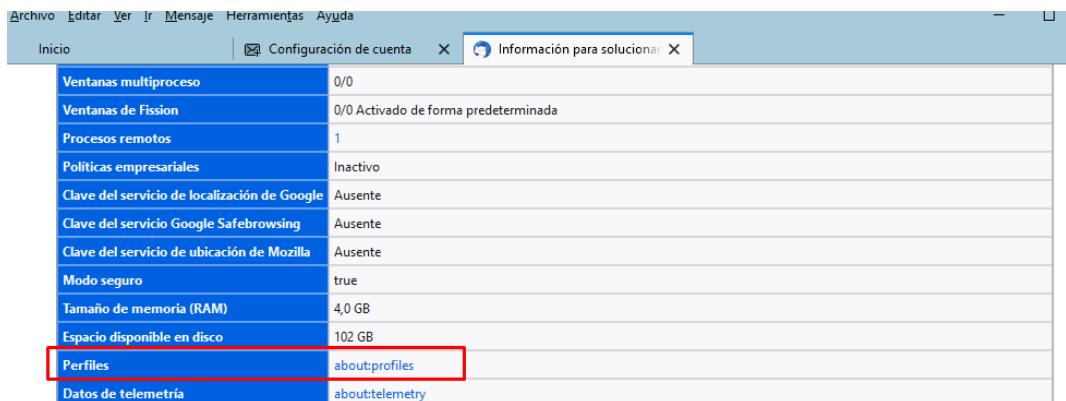 Archivo Editar Ver Ir Mensaje Herramientas Ayuda
Inicio Configuración de cuenta Información para solucionar
Ventanas multiproceso 0/0
Ventanas de Fission 0/0 Activado de forma predeterminada
Procesos remotos 1
Políticas empresariales Inactivo
Clave del servicio de localización de Google Ausente
Clave del servicio Google Safebrowsing Ausente
Clave del servicio de ubicación de Mozilla Ausente
Modo seguro true
Tamaño de memoria (RAM) 4,0 GB
Espacio disponible en disco 102 GB
Perfiles about:profiles
Datos de telemetría about:telemetry